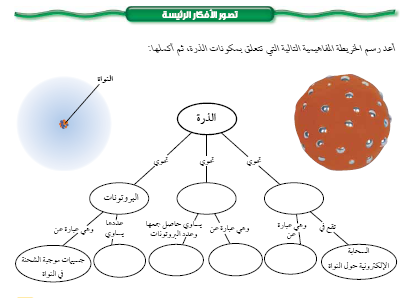 تصور الأفكار الرئيسة
أعد رسم الخريطة المفاهيمية التالية التي تتعلق بمكونات الذرة، ثم أكملها:
النواة
الذرة
تحوي
تحوي
تحوي
البروتونات
تقع في
وهي عبارة
عن
وهي عبارة عن
يساوي حاصل جمعها
وعدد البروتونات
عددها
يساوي
وهي عبارة عن
السحابة
الإلكترونية حول النواة
جسيمات موجبة الشحنة
في النواة